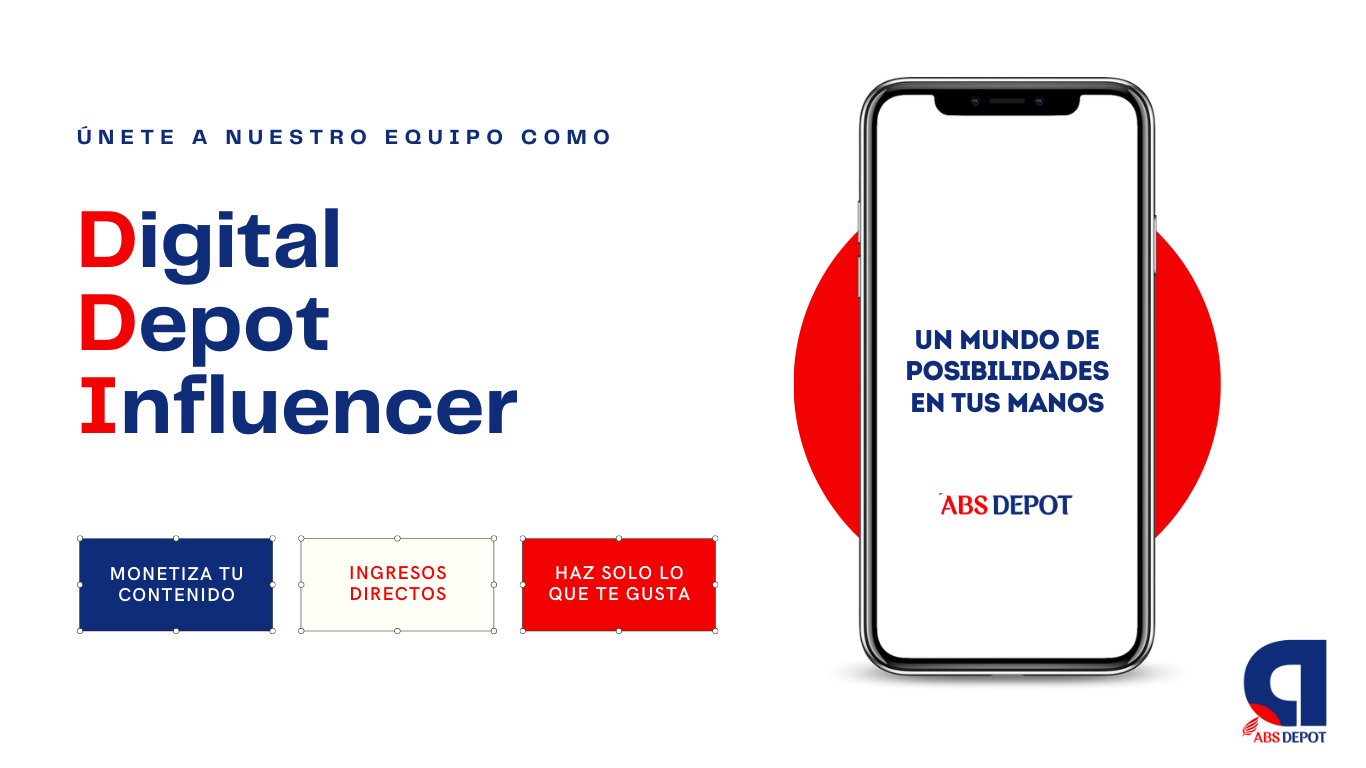 ÚNETE A NUESTRO EQUIPO COMO
Digital
Depot
Influencer
MONETIZA TU
CONTENIDO
INGRESOS
DIRECTOS
HAZ SOLO LO
QUE TE GUSTA
UN MUNDO DE
POSIBILIDADES
EN TUS MANOS
ABS DEPOT
ABS DEPOT